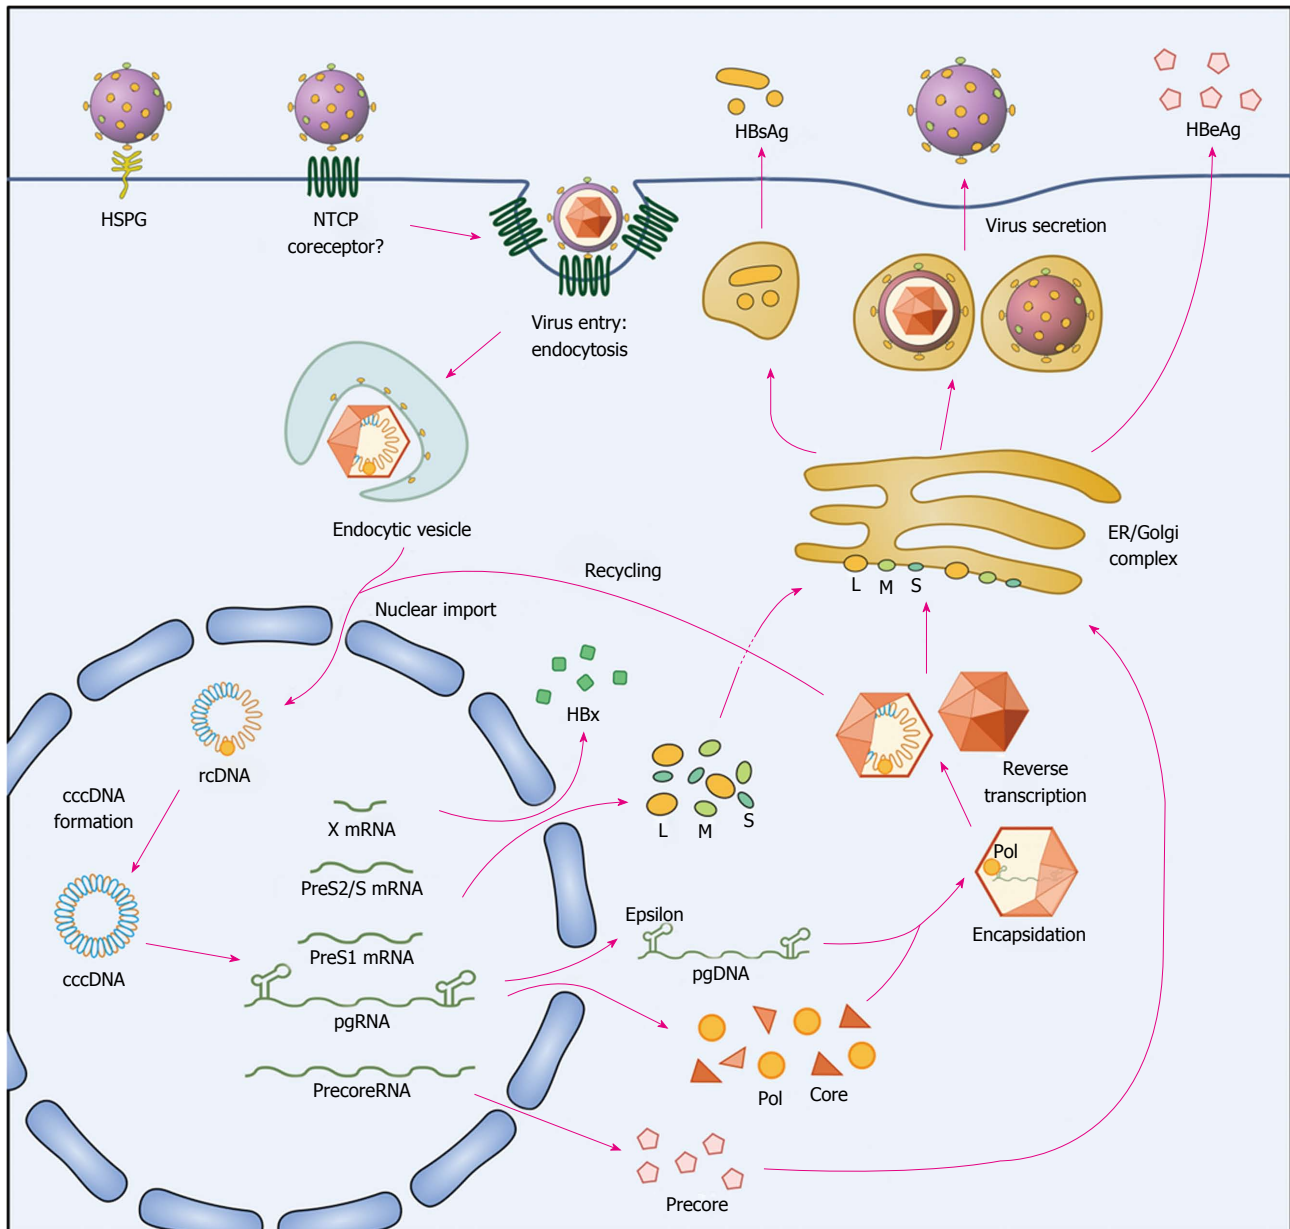 HBsAg
HBeAg
HSPG
NTCP
coreceptor?
Virus secretion
Virus entry:
endocytosis
Endocytic vesicle
ER/Golgi
complex
L M S
Recycling
Nuclear import
HBx
rcDNA
cccDNA
formation
X mRNA
L M S
Reverse
transcription
PreS2/S mRNA
Pol
Epsilon
Encapsidation
PreS1 mRNA
cccDNA
pgDNA
pgRNA
PrecoreRNA
Pol Core
Precore